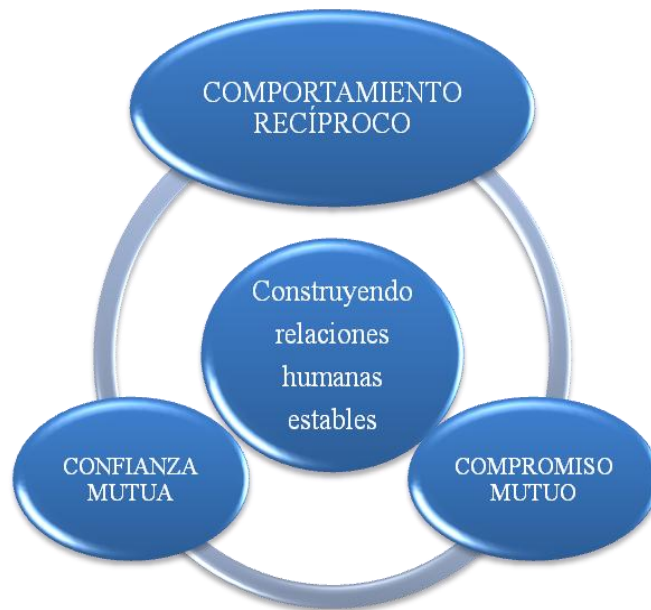 COMPORTAMIENTO
RECÍPROCO
Construyendo
relaciones
humanas
estables
CONFIANZA
MUTUA
COMPROMISO
MUTUO